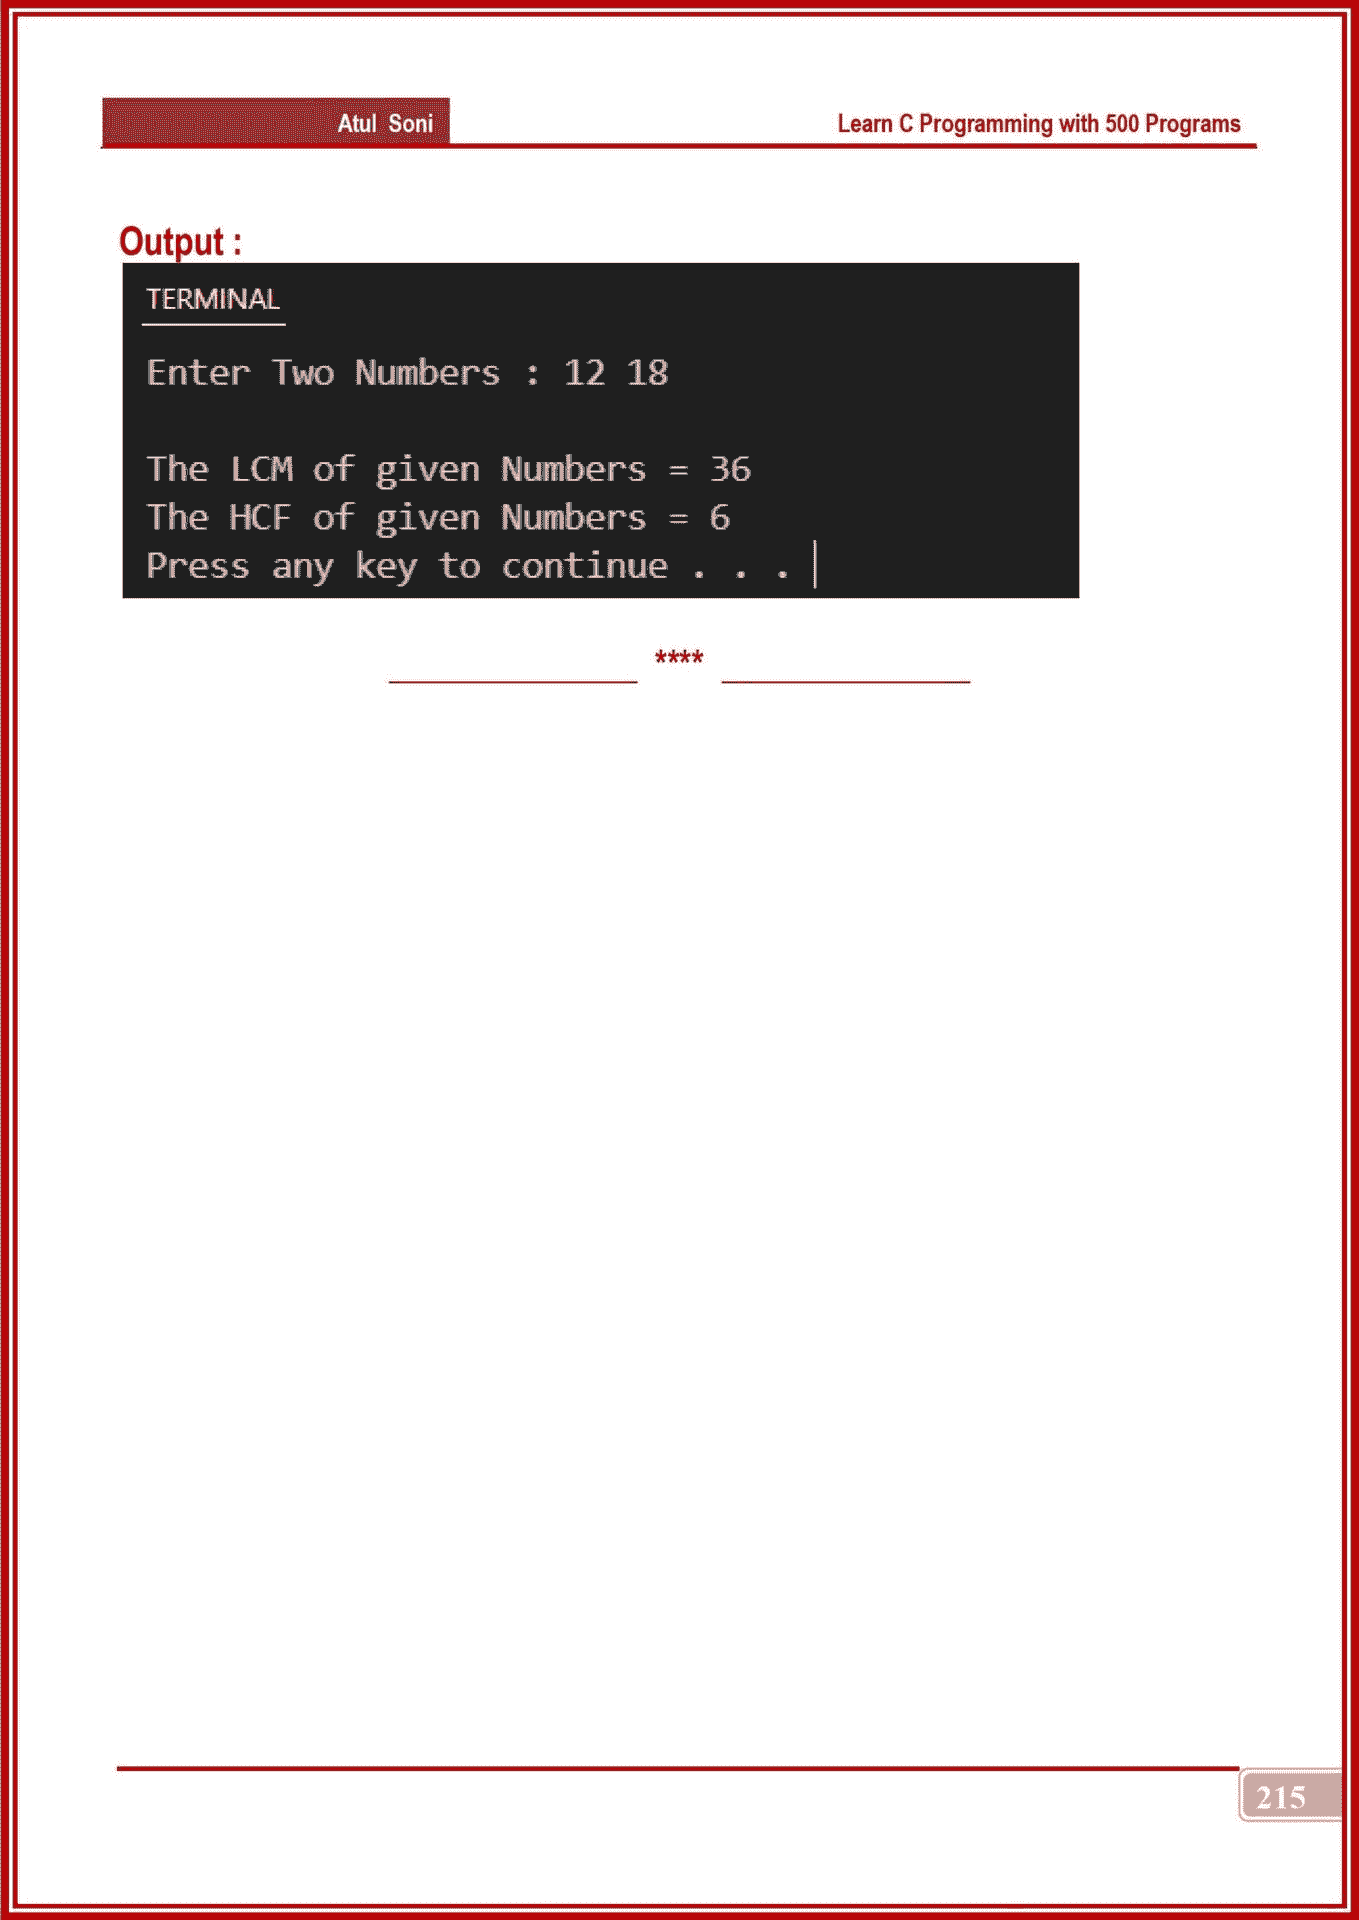 Atul Soni
Learn C Programming with 500 Programs
Output :
TERMINAL
Enter Two Numbers : 12 18
The LCM of given Numbers = 36
The HCF of given Numbers = 6
Press any key to continue . . .
****
215